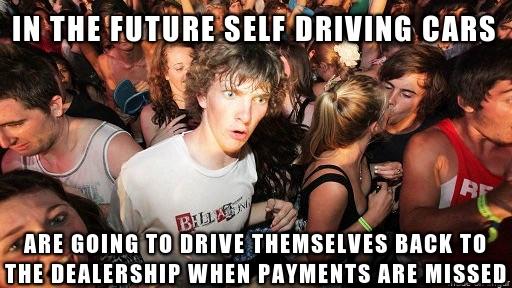 IN THE FUTURE SELF DRIVING CARS
ARE GOING TO DRIVE THEMSELVES BACK TO
THE DEALERSHIP WHEN PAYMENTS ARE MISSED